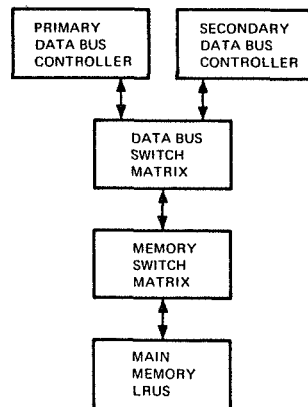 PRIMARY
DATA BUS
CONTROLLER
SECONDARY
DATA BUS
CONTROLLER
DATA BUS
SWITCH
MATRIX
MEMORY
SWITCH
MATRIX
MAIN
MEMORY
LRUS